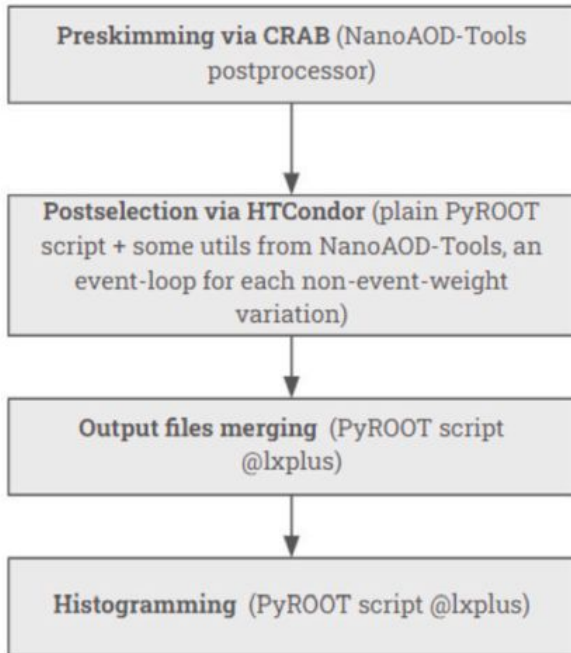 Preskimming via CRAB (NanoAOD-Tools
postprocessor)
Postselection via HTCondor (plain PyROOT
script + some utils from NanoAOD-Tools, an
event-loop for each non-event-weight
variation)
Output files merging (PyROOT script
@lxplus)
Histogramming (PyROOT script @lxplus)